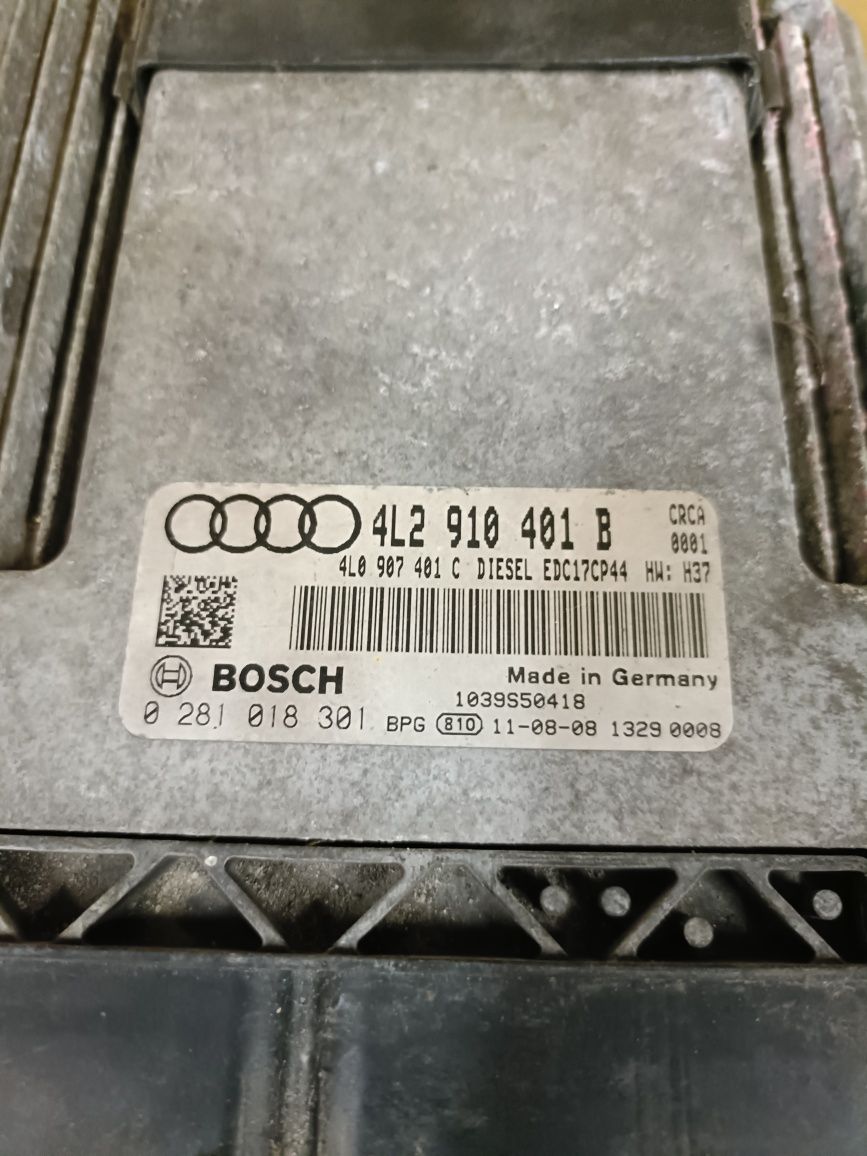 4L2 910 401 B
CRCA
0001
4L0 907 401 C DIESEL EDC17CP44 HW: H37
BOSCH
Made in Germany
1039S50418
0 281 018 301 BPG 810 11-08-08 1329 0008